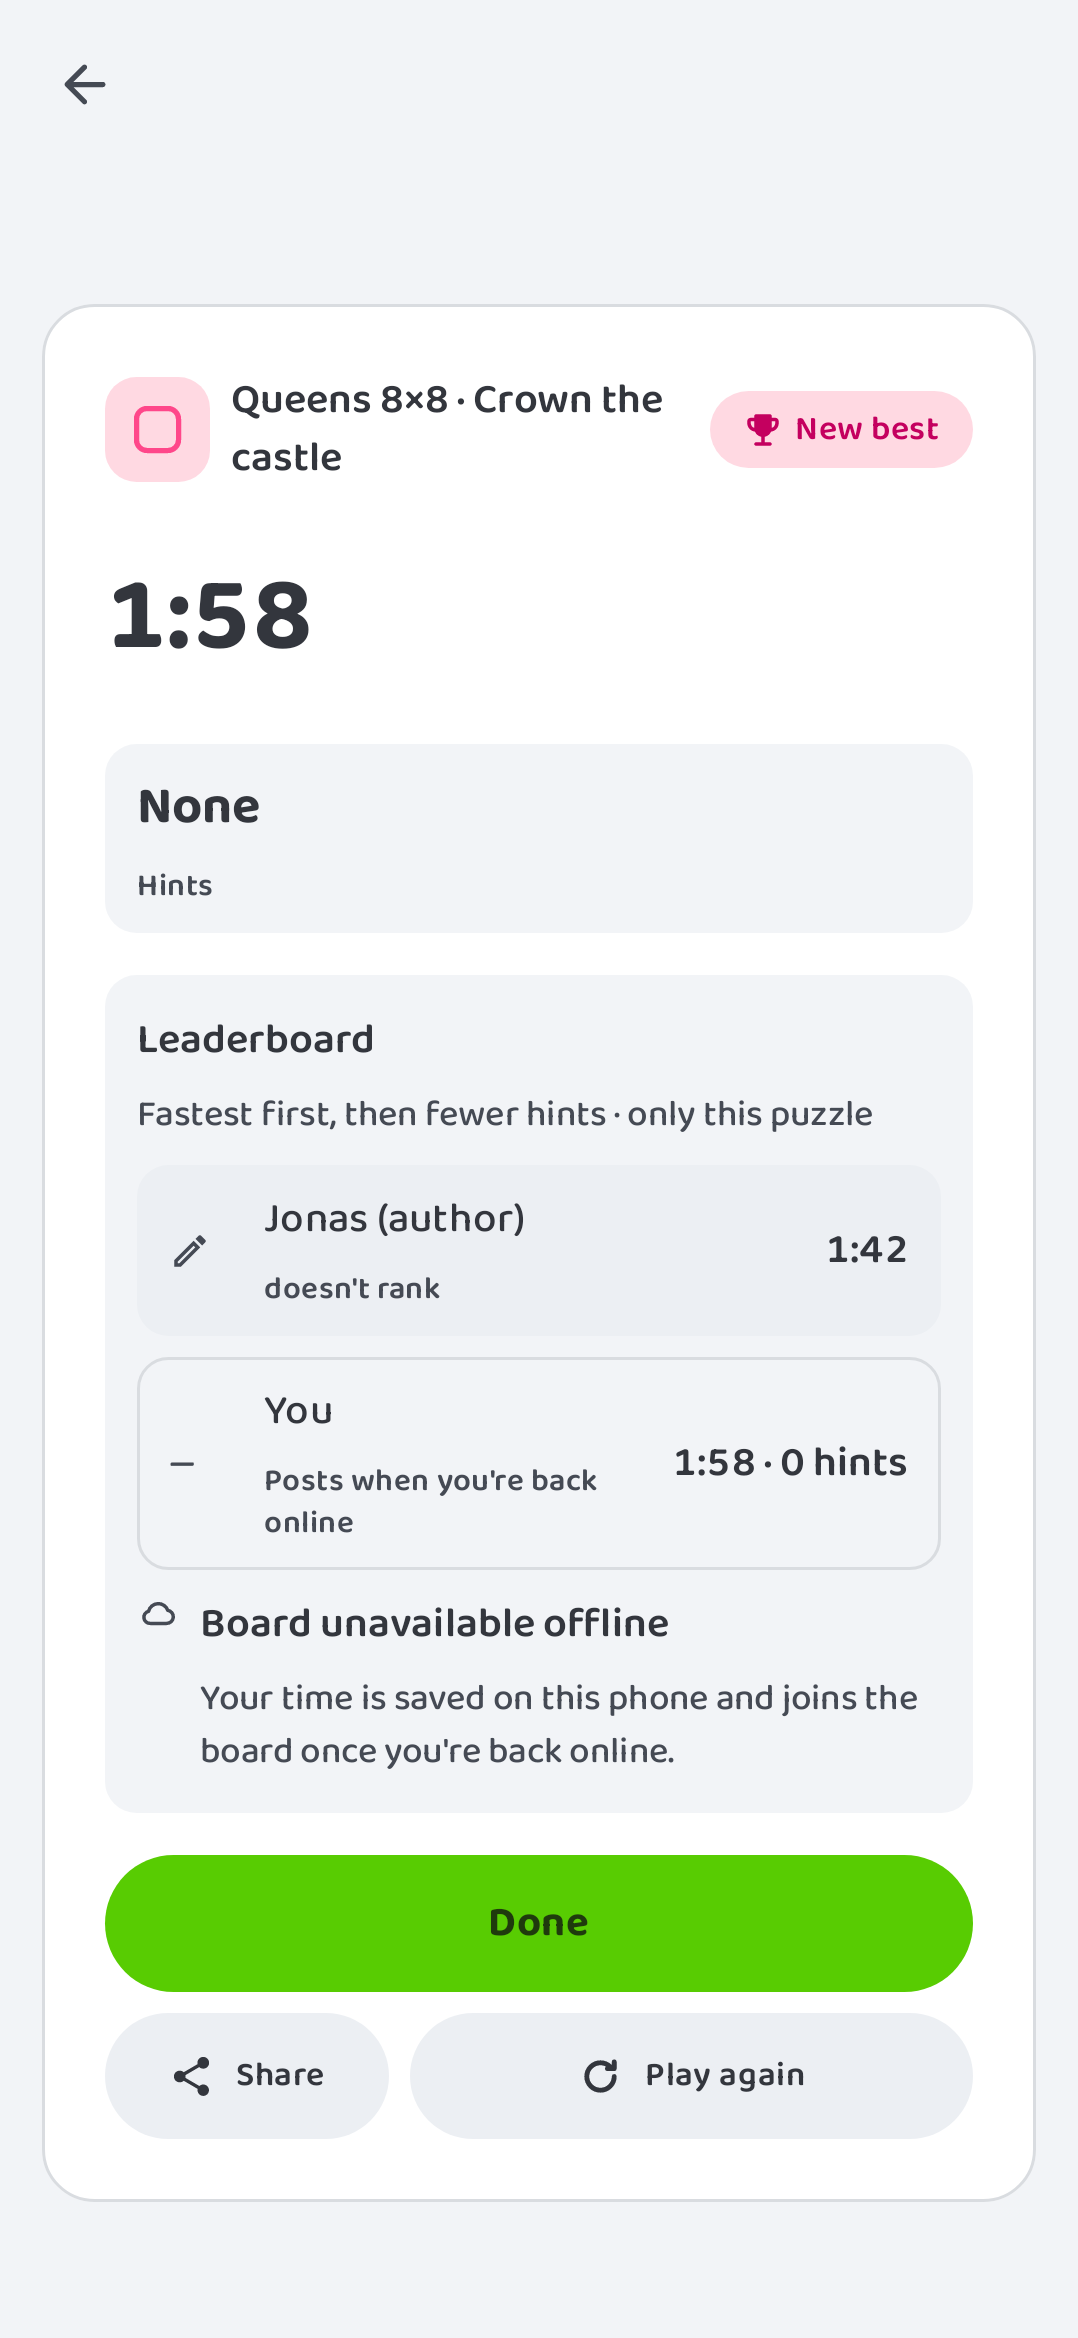 Queens 8×8 · Crown the
castle
New best
1:58
None
Hints
Leaderboard
Fastest first, then fewer hints · only this puzzle
Jonas (author)
doesn't rank
1:42
–
You
Posts when you're back
online
1:58 · 0 hints
Board unavailable offline
Your time is saved on this phone and joins the
board once you're back online.
Done
Share
Play again